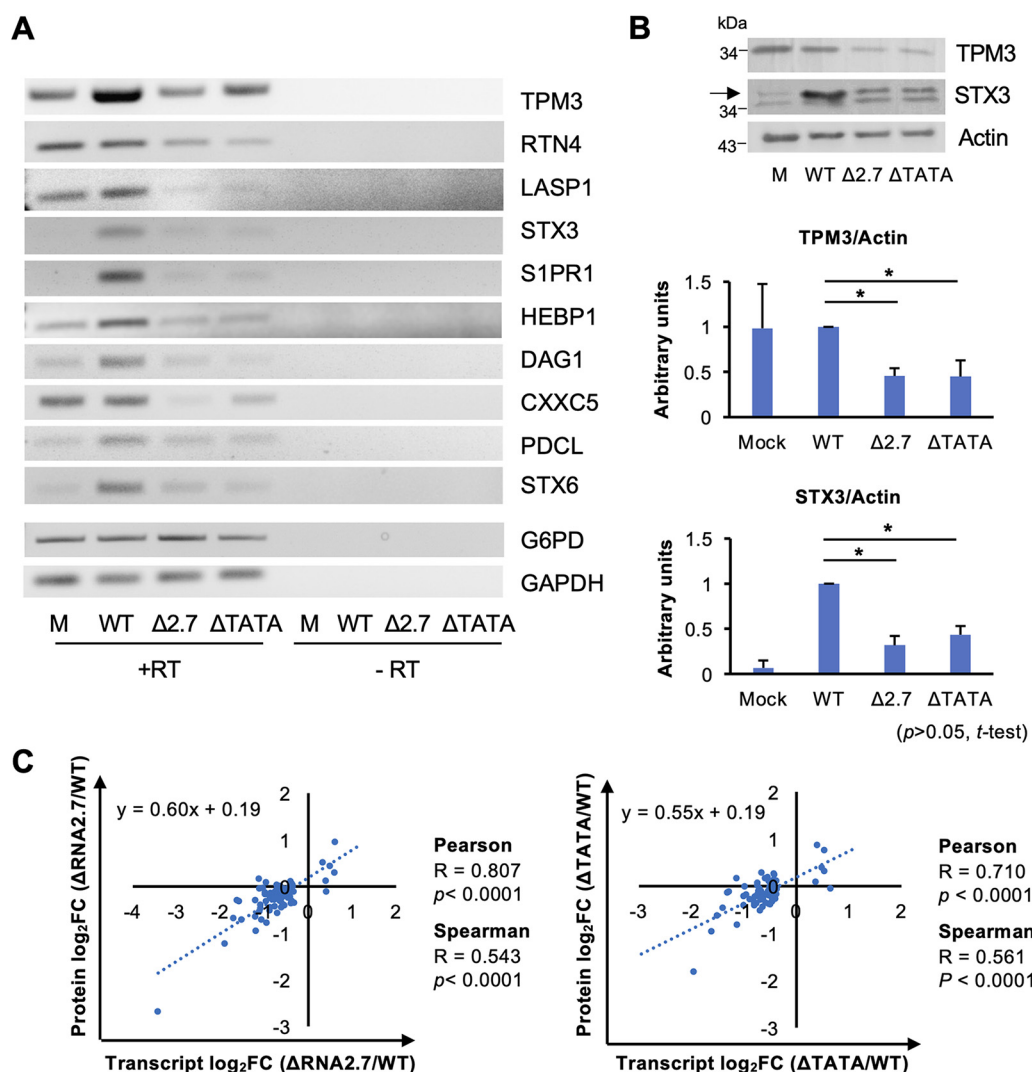 A
TPM3
RTN4
LASP1
STX3
S1PR1
HEBP1
DAG1
CXXC5
PDCL
STX6
G6PD
GAPDH
M WT Δ2.7 ΔTATA M WT Δ2.7 ΔTATA
+RT - RT
B
kDa
34 TPM3
STX3
34
43 Actin
M WT Δ2.7 ΔTATA
TPM3/Actin
Arbitrary units
1.5
1
0.5
0
* *
Mock WT Δ2.7 ΔTATA
STX3/Actin
Arbitrary units
1.5
1
0.5
0
* *
Mock WT Δ2.7 ΔTATA
(p>0.05, t-test)
C
Protein log2FC (ΔRNA2.7/WT)
y = 0.60x + 0.19
2
1
0
-1
-2
-3
-4 -3 -2 -1 0 1 2
Transcript log2FC (ΔRNA2.7/WT)
Pearson
R = 0.807
p< 0.0001
Spearman
R = 0.543
p< 0.0001
Protein log2FC (ΔTATA/WT)
y = 0.55x + 0.19
2
1
0
-1
-2
-3
-3 -2 -1 0 1 2
Transcript log2FC (ΔTATA/WT)
Pearson
R = 0.710
p < 0.0001
Spearman
R = 0.561
P < 0.0001